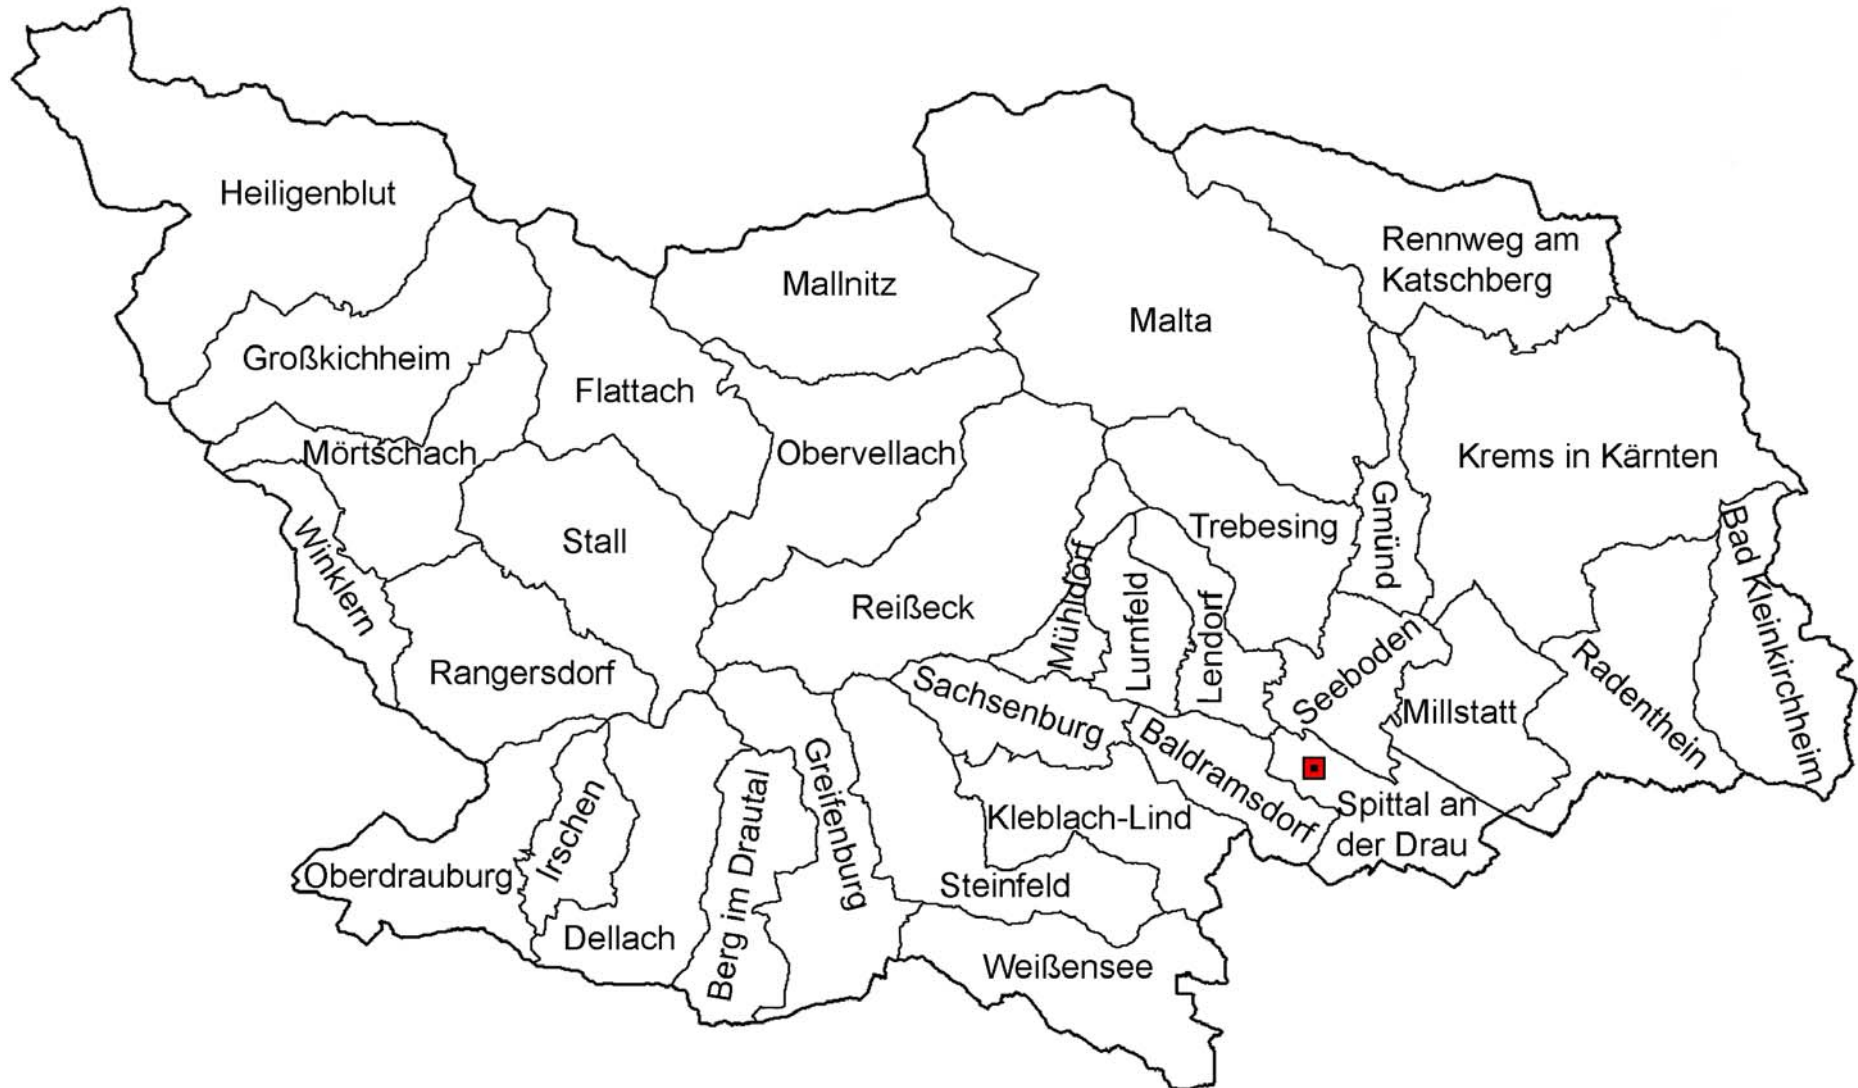 Heiligenblut
Rennweg am
Katschberg
Mallnitz
Malta
Großkichheim
Flattach
Mörtschach
Obervellach
Krems in Kärnten
Gmünd
Trebesing
Bad Kleinkirchheim
Winklern
Stall
Reißeck
Mühldorf
Lurnfeld
Lendorf
Seeboden
Radenthein
Rangersdorf
Sachsenburg
Millstatt
Baldramsdorf
Greifenburg
Irschen
Berg im Drautal
Kleblach-Lind
Spittal an
der Drau
Oberdrauburg
Steinfeld
Dellach
Weißensee